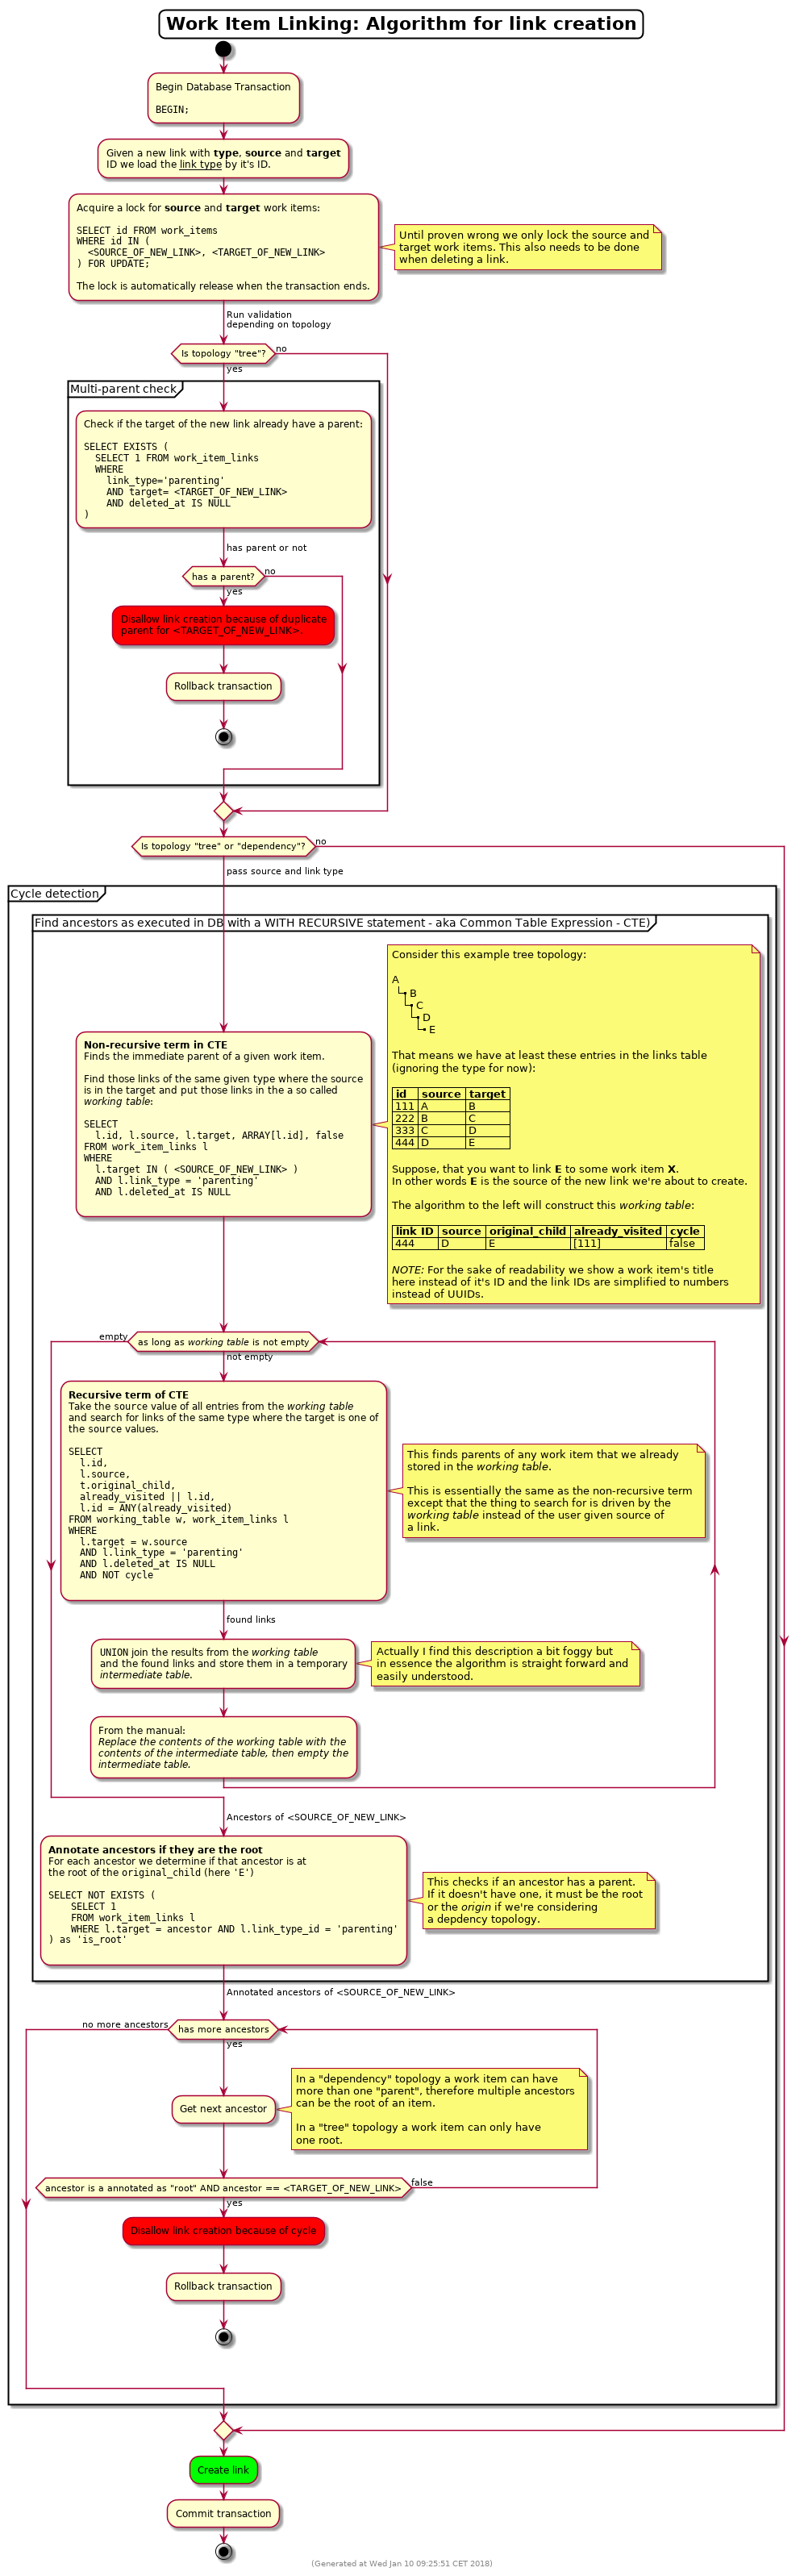 Work Item Linking: Algorithm for link creation
Begin Database Transaction
BEGIN;
Given a new link with type, source and target
ID we load the link type by it's ID.
Acquire a lock for source and target work items:
SELECT id FROM work_items
WHERE id IN (
<SOURCE_OF_NEW_LINK>, <TARGET_OF_NEW_LINK>
) FOR UPDATE;
The lock is automatically release when the transaction ends.
Until proven wrong we only lock the source and
target work items. This also needs to be done
when deleting a link.
Run validation
depending on topology
Is topology "tree"?
no
yes
Multi-parent check
Check if the target of the new link already have a parent:
SELECT EXISTS (
SELECT 1 FROM work_item_links
WHERE
link_type='parenting'
AND target= <TARGET_OF_NEW_LINK>
AND deleted_at IS NULL
)
has parent or not
has a parent?
no
yes
Disallow link creation because of duplicate
parent for <TARGET_OF_NEW_LINK>.
Rollback transaction
Is topology "tree" or "dependency"?
no
pass source and link type
Cycle detection
Find ancestors as executed in DB with a WITH RECURSIVE statement - aka Common Table Expression - CTE)
Non-recursive term in CTE
Finds the immediate parent of a given work item.
Find those links of the same given type where the source
is in the target and put those links in the a so called
working table:
SELECT
l.id, l.source, l.target, ARRAY[l.id], false
FROM work_item_links l
WHERE
l.target IN ( <SOURCE_OF_NEW_LINK> )
AND l.link_type = 'parenting'
AND l.deleted_at IS NULL
Consider this example tree topology:
A
B
C
D
E
That means we have at least these entries in the links table
(ignoring the type for now):
id source target
111 A B
222 B C
333 C D
444 D E
Suppose, that you want to link E to some work item X.
In other words E is the source of the new link we're about to create.
The algorithm to the left will construct this working table:
link ID source original_child already_visited cycle
444 D E [111] false
NOTE: For the sake of readability we show a work item's title
here instead of it's ID and the link IDs are simplified to numbers
instead of UUIDs.
empty
as long as working table is not empty
not empty
Recursive term of CTE
Take the source value of all entries from the working table
and search for links of the same type where the target is one of
the source values.
SELECT
l.id,
l.source,
t.original_child,
already_visited || l.id,
l.id = ANY(already_visited)
FROM working_table w, work_item_links l
WHERE
l.target = w.source
AND l.link_type = 'parenting'
AND l.deleted_at IS NULL
AND NOT cycle
This finds parents of any work item that we already
stored in the working table.
This is essentially the same as the non-recursive term
except that the thing to search for is driven by the
working table instead of the user given source of
a link.
found links
UNION join the results from the working table
and the found links and store them in a temporary
intermediate table.
Actually I find this description a bit foggy but
in essence the algorithm is straight forward and
easily understood.
From the manual:
Replace the contents of the working table with the
contents of the intermediate table, then empty the
intermediate table.
Ancestors of <SOURCE_OF_NEW_LINK>
Annotate ancestors if they are the root
For each ancestor we determine if that ancestor is at
the root of the original_child (here 'E')
SELECT NOT EXISTS (
SELECT 1
FROM work_item_links l
WHERE l.target = ancestor AND l.link_type_id = 'parenting'
) as 'is_root'
This checks if an ancestor has a parent.
If it doesn't have one, it must be the root
or the origin if we're considering
a depdency topology.
Annotated ancestors of <SOURCE_OF_NEW_LINK>
no more ancestors
has more ancestors
yes
Get next ancestor
In a "dependency" topology a work item can have
more than one "parent", therefore multiple ancestors
can be the root of an item.
In a "tree" topology a work item can only have
one root.
ancestor is a annotated as "root" AND ancestor == <TARGET_OF_NEW_LINK>
false
yes
Disallow link creation because of cycle
Rollback transaction
Create link
Commit transaction
(Generated at Wed Jan 10 09:25:51 CET 2018)